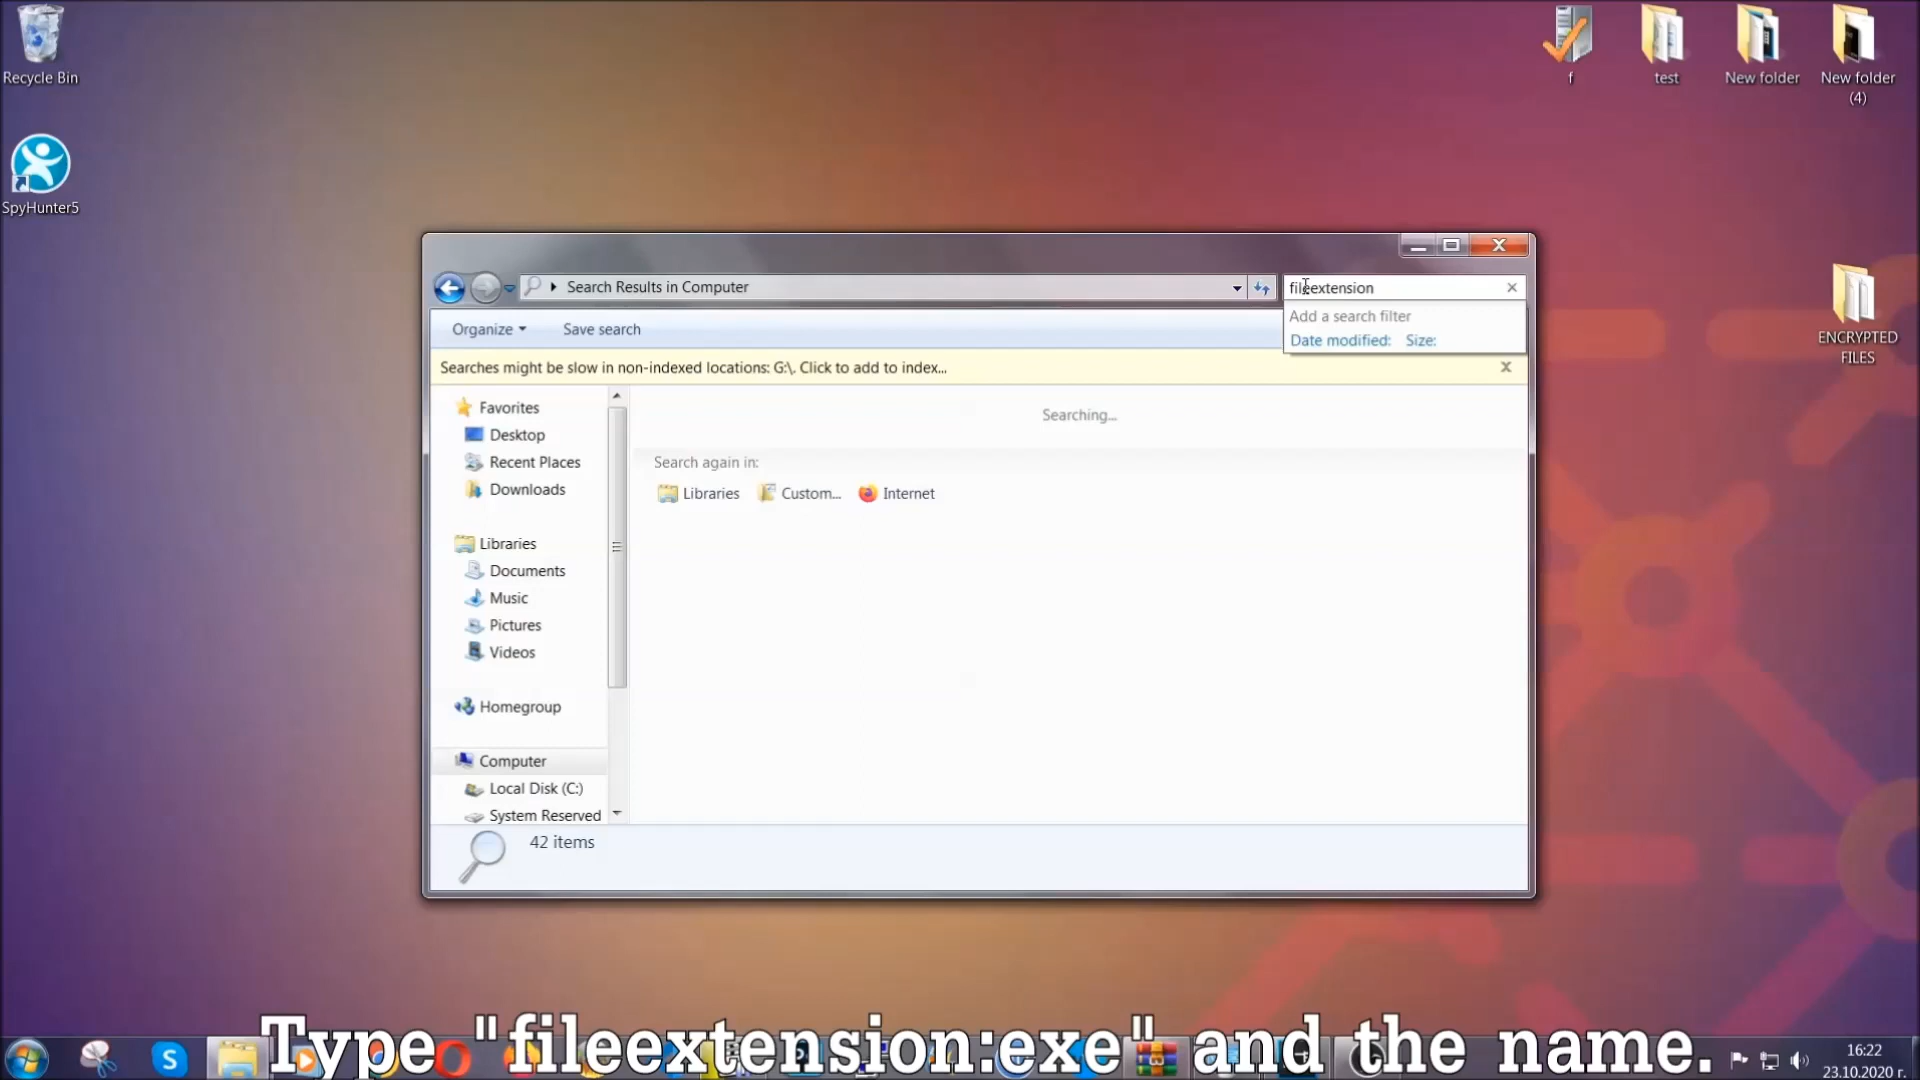 Recycle Bin
SpyHunter5
f
test
New folder
New folder
(4)
ENCRYPTED
FILES
Search Results in Computer
fileextension
Add a search filter
Date modified: Size:
Organize
Save search
Searches might be slow in non-indexed locations: G:\. Click to add to index...
Favorites
Desktop
Recent Places
Downloads
Libraries
Documents
Music
Pictures
Videos
Homegroup
Computer
Local Disk (C:)
System Reserved
Searching...
Search again in:
Libraries Custom... Internet
42 items
Type "fileextension:exe" and the name.
16:22
23.10.2020 г.